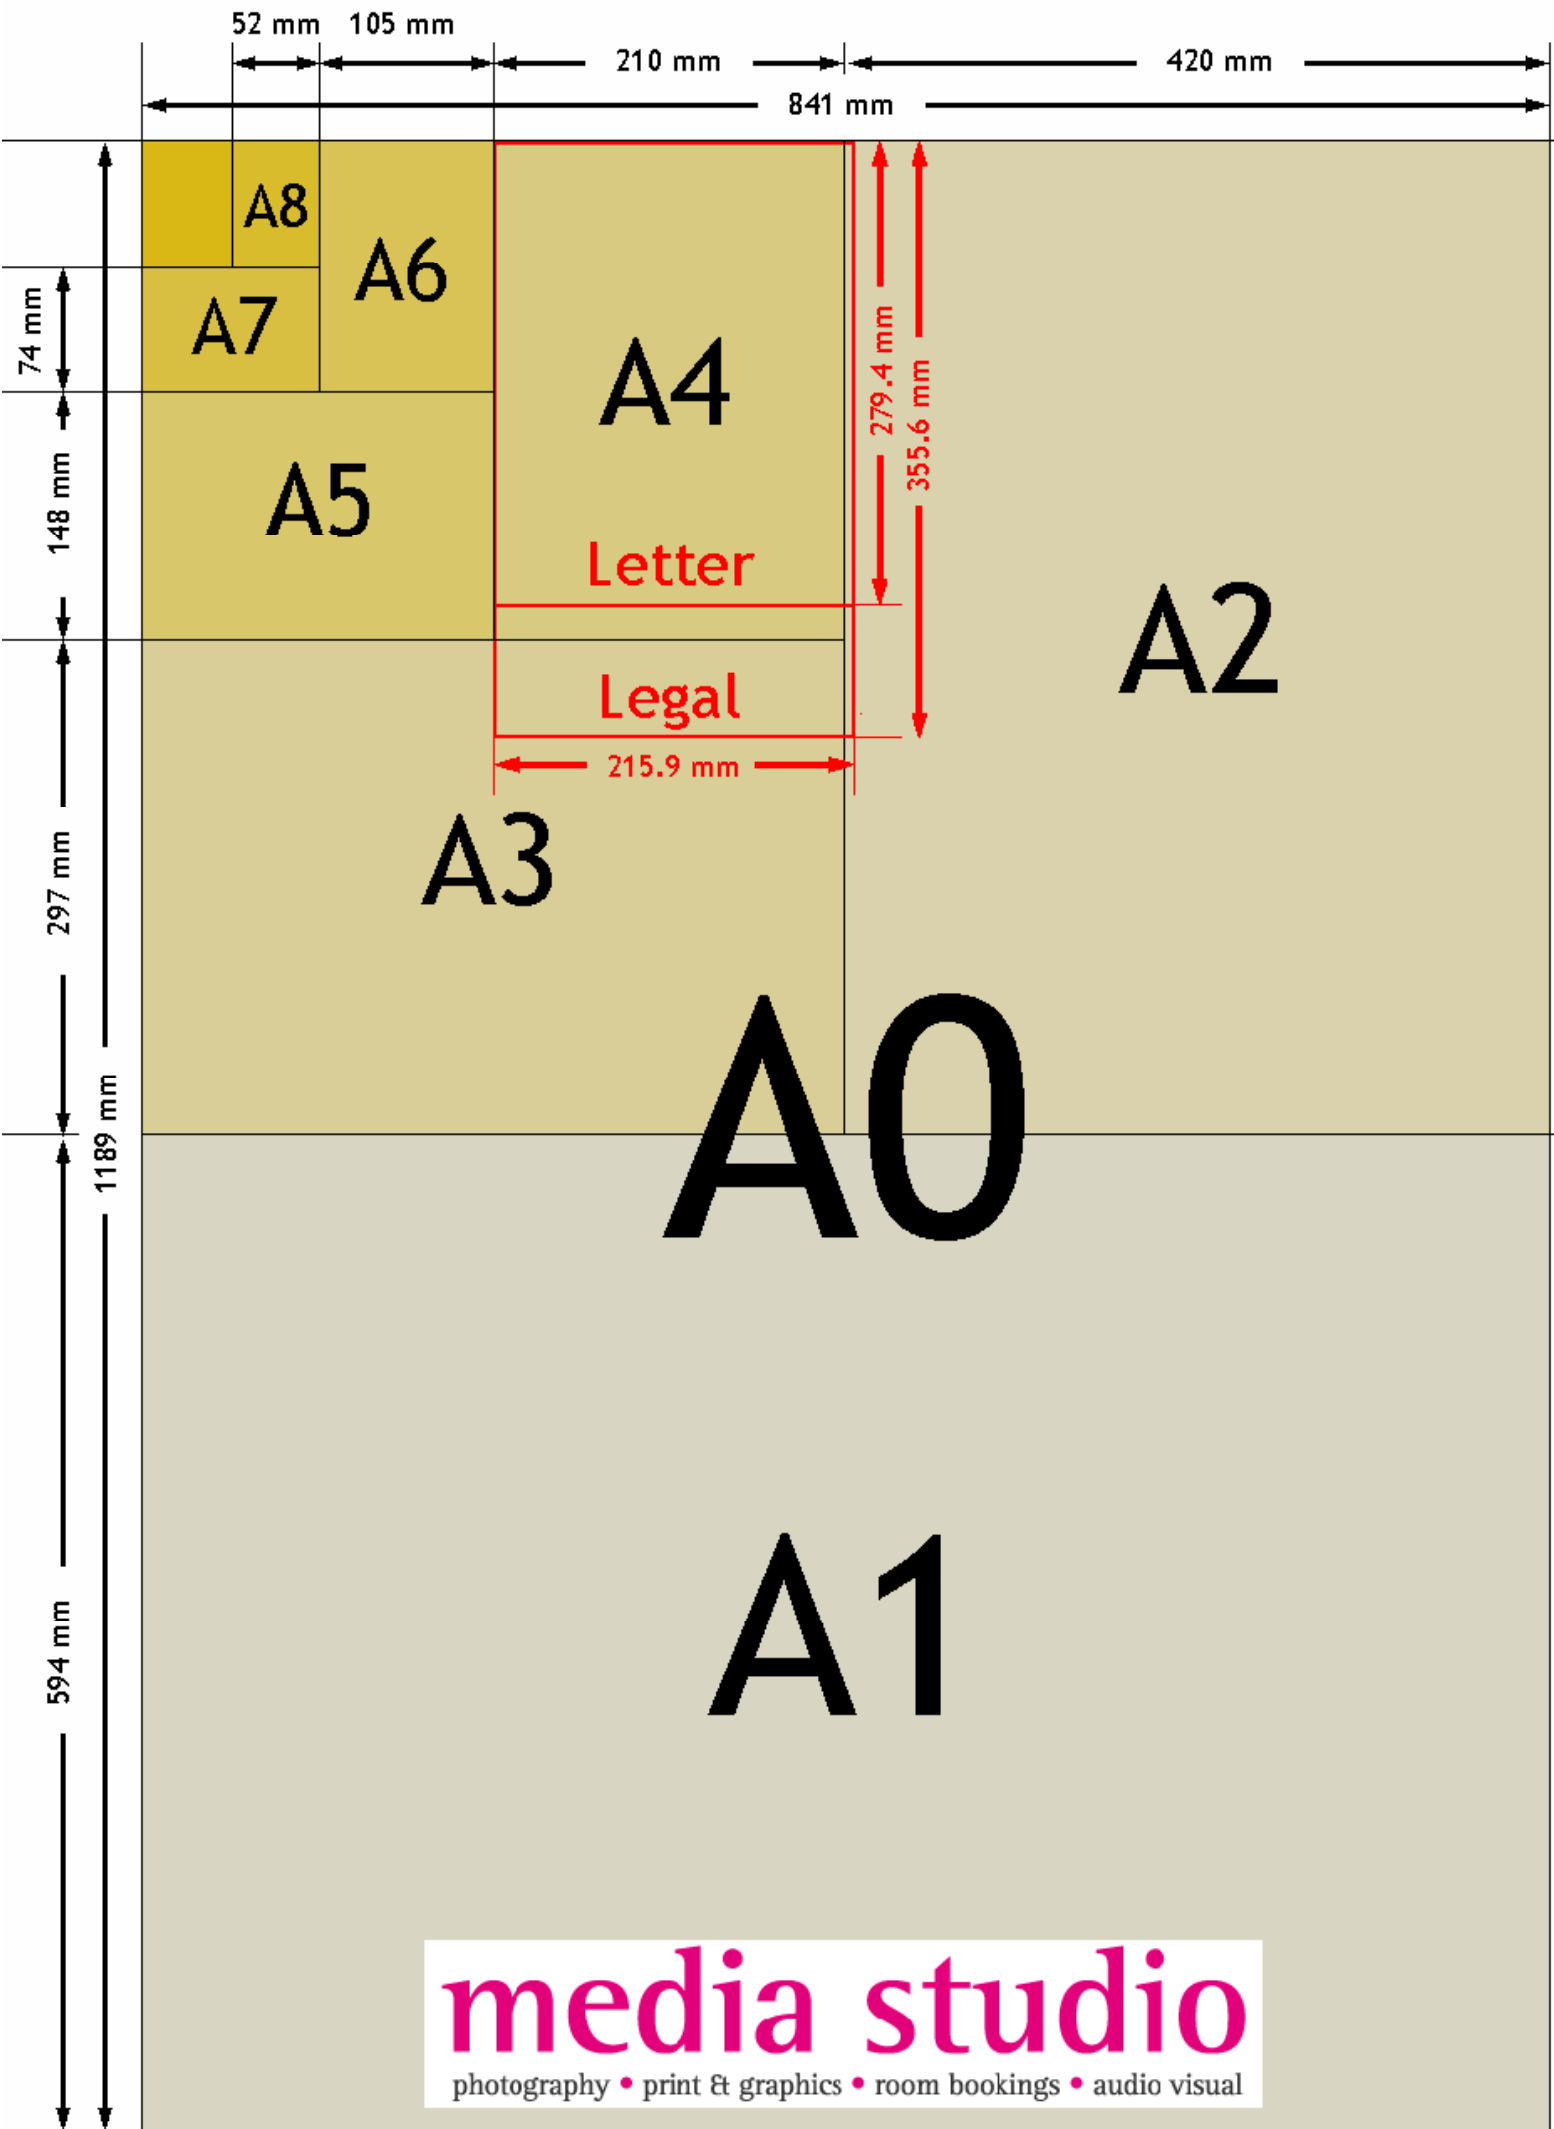 52 mm 105 mm
210 mm 420 mm
841 mm
A8
A6
A7
74 mm
A4
279.4 mm
355.6 mm
A5
148 mm
Letter
A2
Legal
215.9 mm
A3
297 mm
A0
1189 mm
A1
594 mm
media studio
photography • print & graphics • room bookings • audio visual